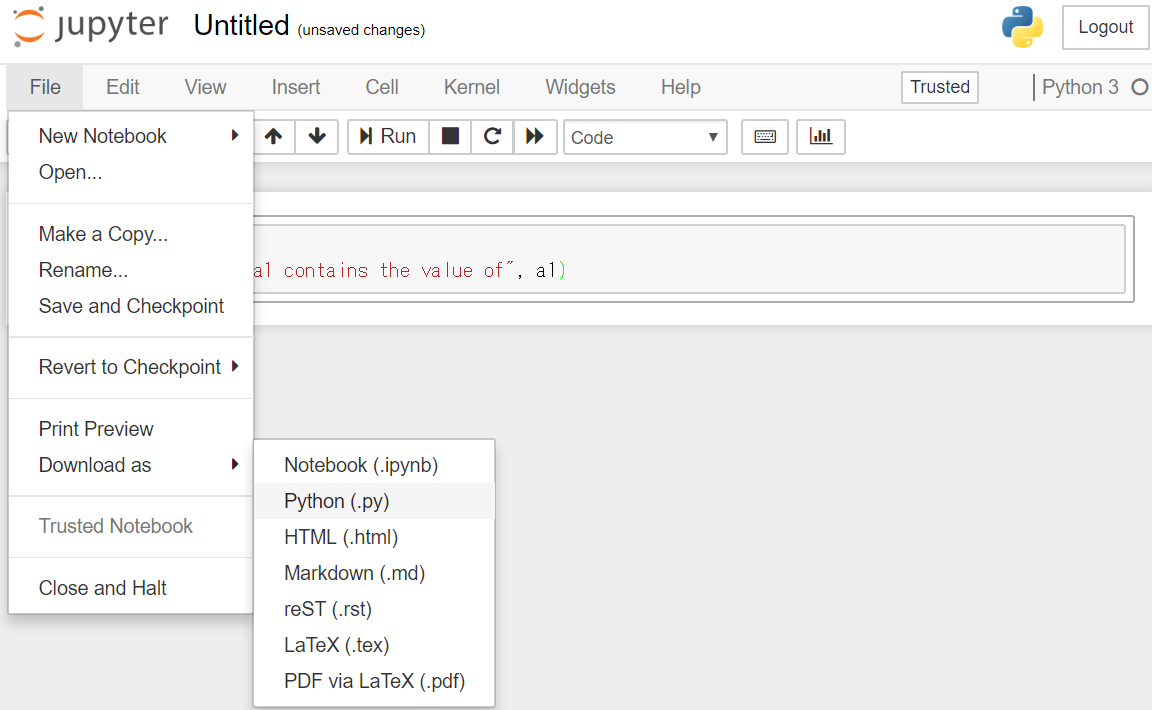 jupyter Untitled (unsaved changes) Logout
File Edit View Insert Cell Kernel Widgets Help Trusted Python 3
Run Code
New Notebook
Open...
Make a Copy...
Rename...
Save and Checkpoint
Revert to Checkpoint
Print Preview
Download as
Trusted Notebook
Close and Halt
a1 contains the value of", a1)
Notebook (.ipynb)
Python (.py)
HTML (.html)
Markdown (.md)
reST (.rst)
LaTeX (.tex)
PDF via LaTeX (.pdf)